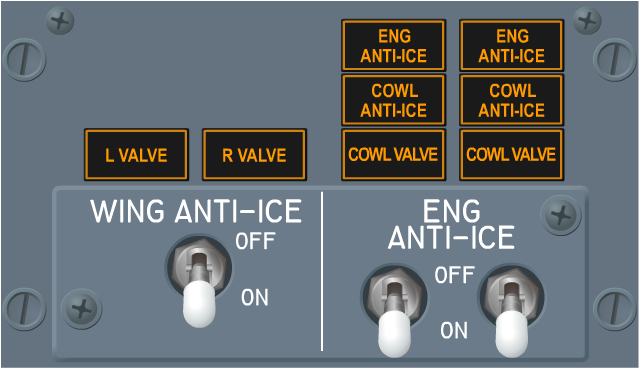 ENG
ANTI-ICE
ENG
ANTI-ICE
COWL
ANTI-ICE
COWL
ANTI-ICE
L VALVE
R VALVE
COWL VALVE
COWL VALVE
WING ANTI-ICE
OFF
ON
ENG
ANTI-ICE
OFF
ON